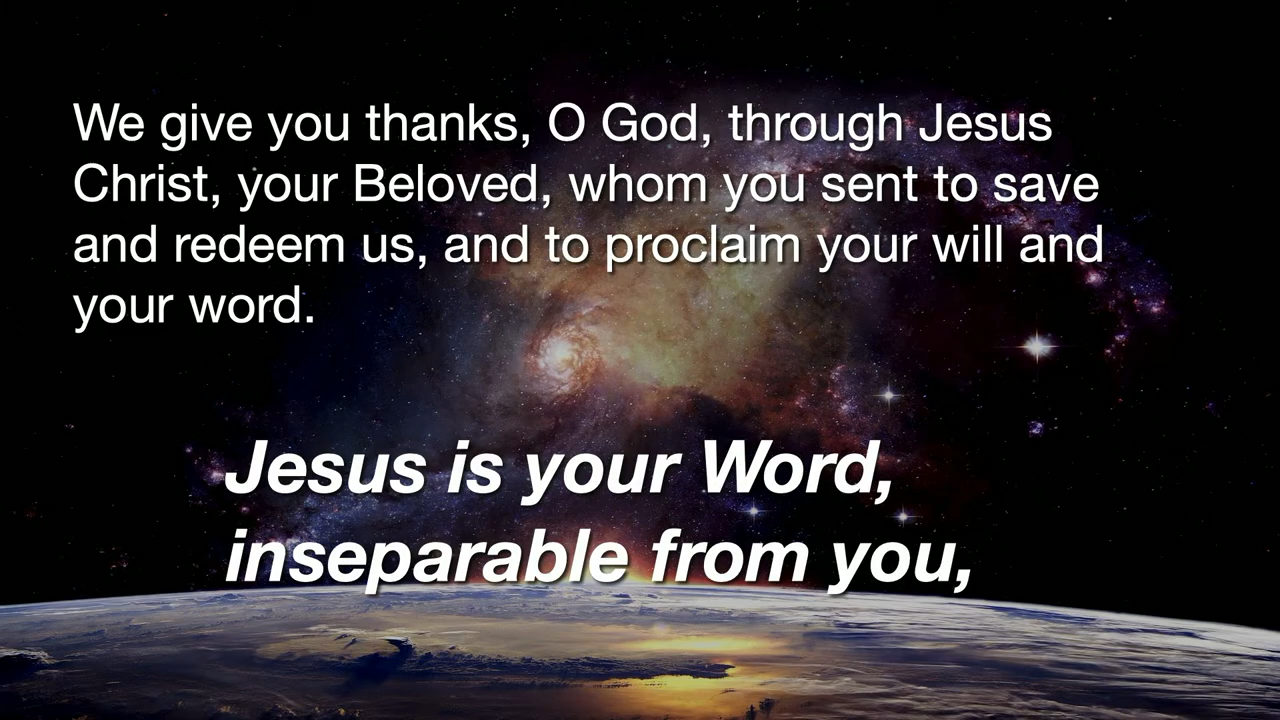 We give you thanks, O God, through Jesus
Christ, your Beloved, whom you sent to save
and redeem us, and to proclaim your will and
your word.
Jesus is your Word,
inseparable from you,